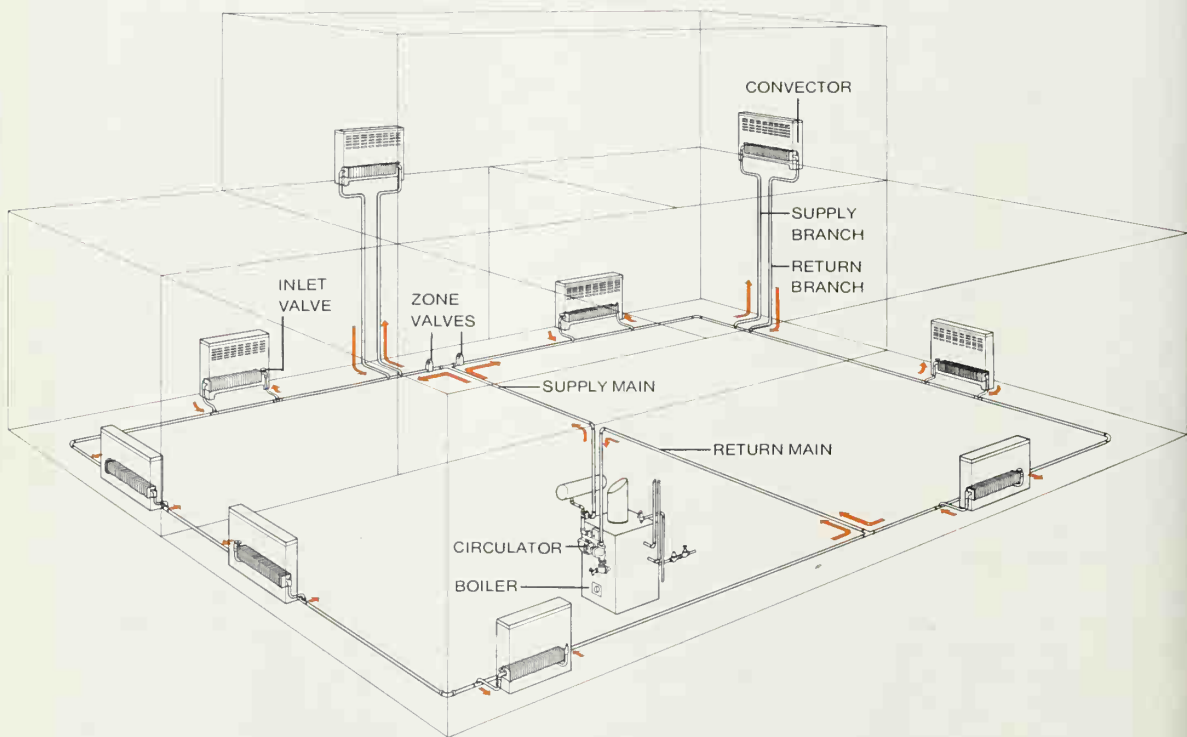 CONVECTOR
SUPPLY
BRANCH
RETURN
BRANCH
INLET
VALVE
ZONE
VALVES
SUPPLY MAIN
RETURN MAIN
CIRCULATOR
BOILER